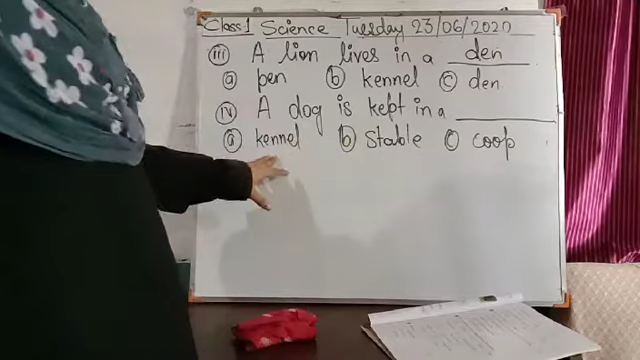 Class 1 Science Tuesday 23/06/2020
(iii) A lion lives in a den
(a) pen (b) kennel (c) den
(iv) A dog is kept in a ________
(a) kennel (b) stable (c) coop